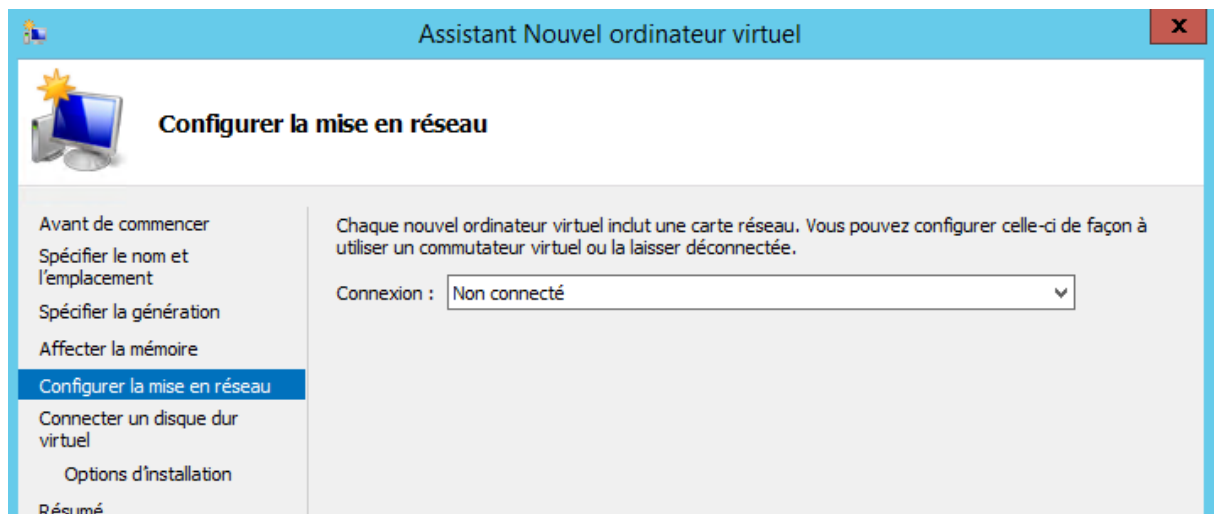 Assistant Nouvel ordinateur virtuel
x
Configurer la mise en réseau
Avant de commencer
Spécifier le nom et
l'emplacement
Spécifier la génération
Affecter la mémoire
Configurer la mise en réseau
Connecter un disque dur
virtuel
Options d'installation
Résumé
Chaque nouvel ordinateur virtuel inclut une carte réseau. Vous pouvez configurer celle-ci de façon à
utiliser un commutateur virtuel ou la laisser déconnectée.
Connexion : Non connecté